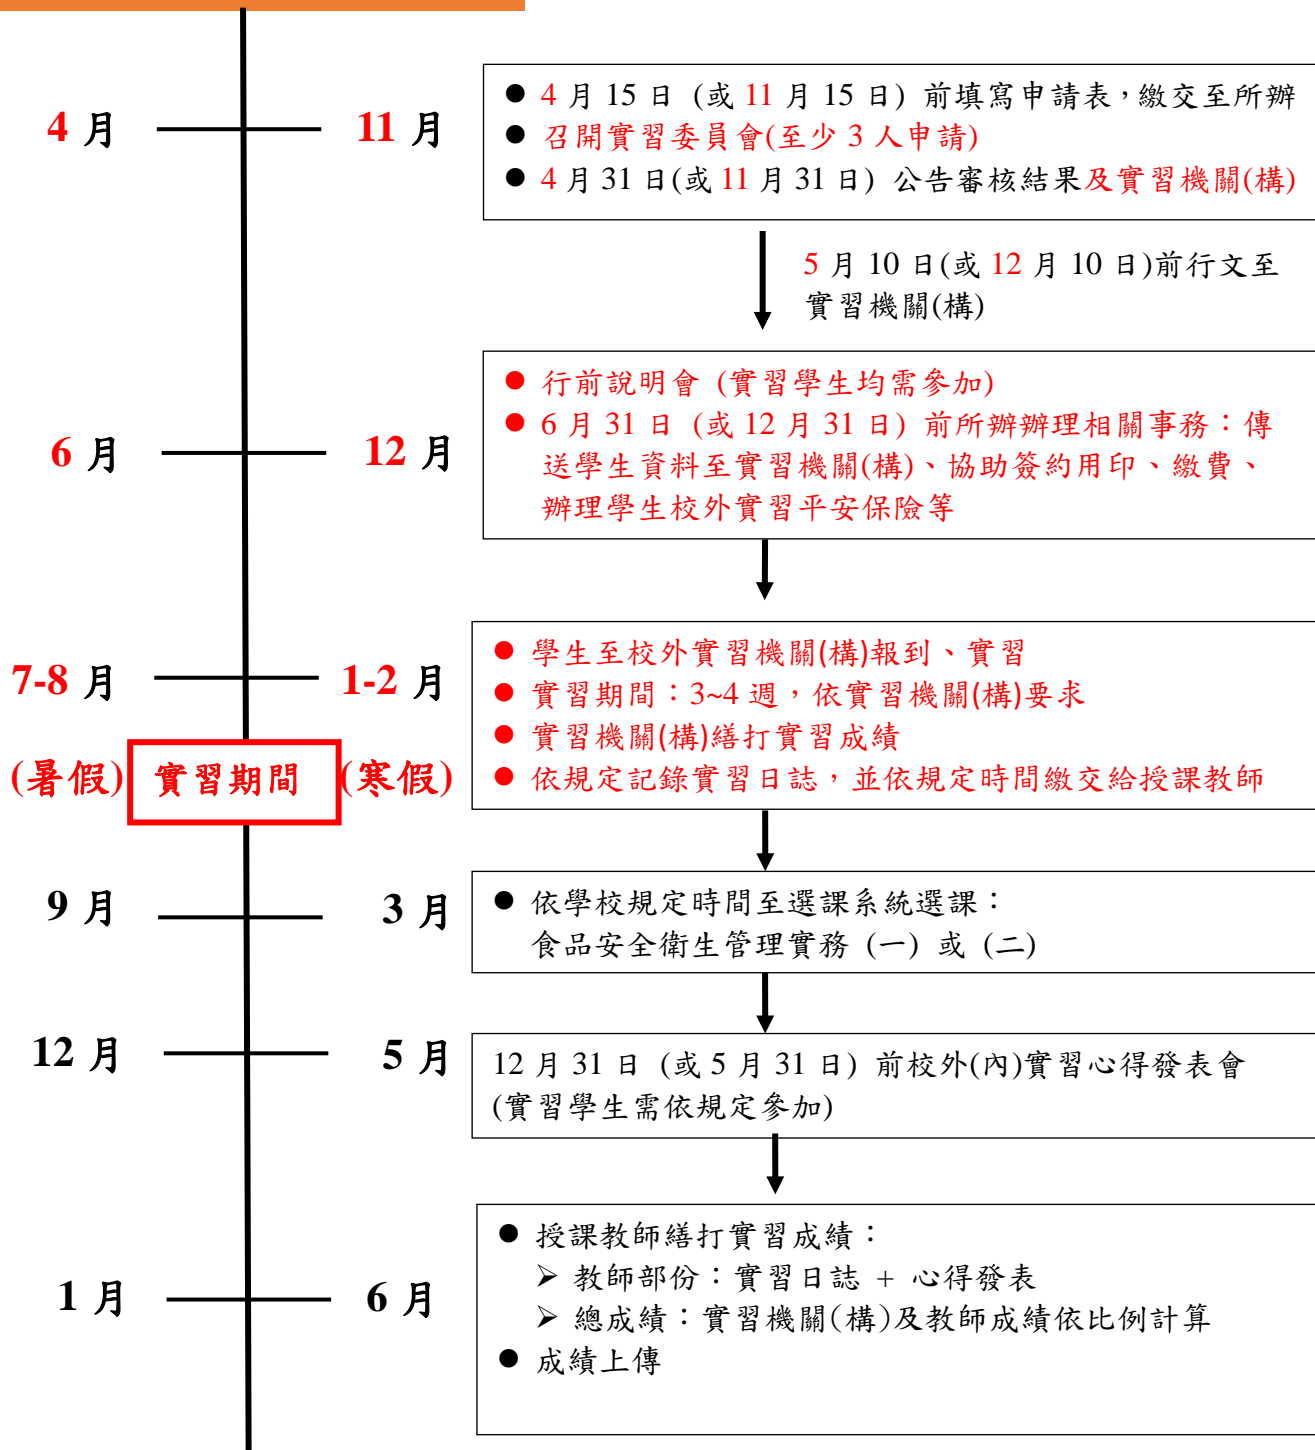 4 月
11 月
● 4 月 15 日 (或 11 月 15 日) 前填寫申請表，繳交至所辦
● 召開實習委員會(至少 3 人申請)
● 4 月 31 日(或 11 月 31 日) 公告審核結果及實習機關(構)
5 月 10 日(或 12 月 10 日)前行文至
實習機關(構)
6 月
12 月
● 行前說明會 (實習學生均需參加)
● 6 月 31 日 (或 12 月 31 日) 前所辦辦理相關事務：傳
送學生資料至實習機關(構)、協助簽約用印、繳費、
辦理學生校外實習平安保險等
7-8 月
1-2 月
(暑假)
實習期間
(寒假)
● 學生至校外實習機關(構)報到、實習
● 實習期間：3~4 週，依實習機關(構)要求
● 實習機關(構)繕打實習成績
● 依規定記錄實習日誌，並依規定時間繳交給授課教師
9 月
3 月
● 依學校規定時間至選課系統選課：
食品安全衛生管理實務 (一) 或 (二)
12 月
5 月
12 月 31 日 (或 5 月 31 日) 前校外(內)實習心得發表會
(實習學生需依規定參加)
1 月
6 月
● 授課教師繕打實習成績：
➢ 教師部份：實習日誌 + 心得發表
➢ 總成績：實習機關(構)及教師成績依比例計算
● 成績上傳